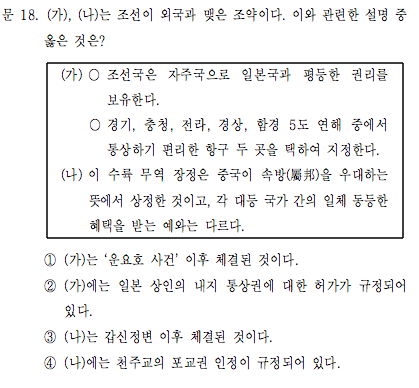 문 18. (가), (나)는 조선이 외국과 맺은 조약이다. 이와 관련한 설명 중
옳은 것은?
(가) ○ 조선국은 자주국으로 일본국과 평등한 권리를
보유한다.
○ 경기, 충청, 전라, 경상, 함경 5도 연해 중에서
통상하기 편리한 항구 두 곳을 택하여 지정한다.
(나) 이 수륙 무역 장정은 중국이 속방(屬邦)을 우대하는
뜻에서 상정한 것이고, 각 대등 국가 간의 일체 동등한
혜택을 받는 예와는 다르다.
① (가)는 ‘운요호 사건’ 이후 체결된 것이다.
② (가)에는 일본 상인의 내지 통상권에 대한 허가가 규정되어
있다.
③ (나)는 갑신정변 이후 체결된 것이다.
④ (나)에는 천주교의 포교권 인정이 규정되어 있다.